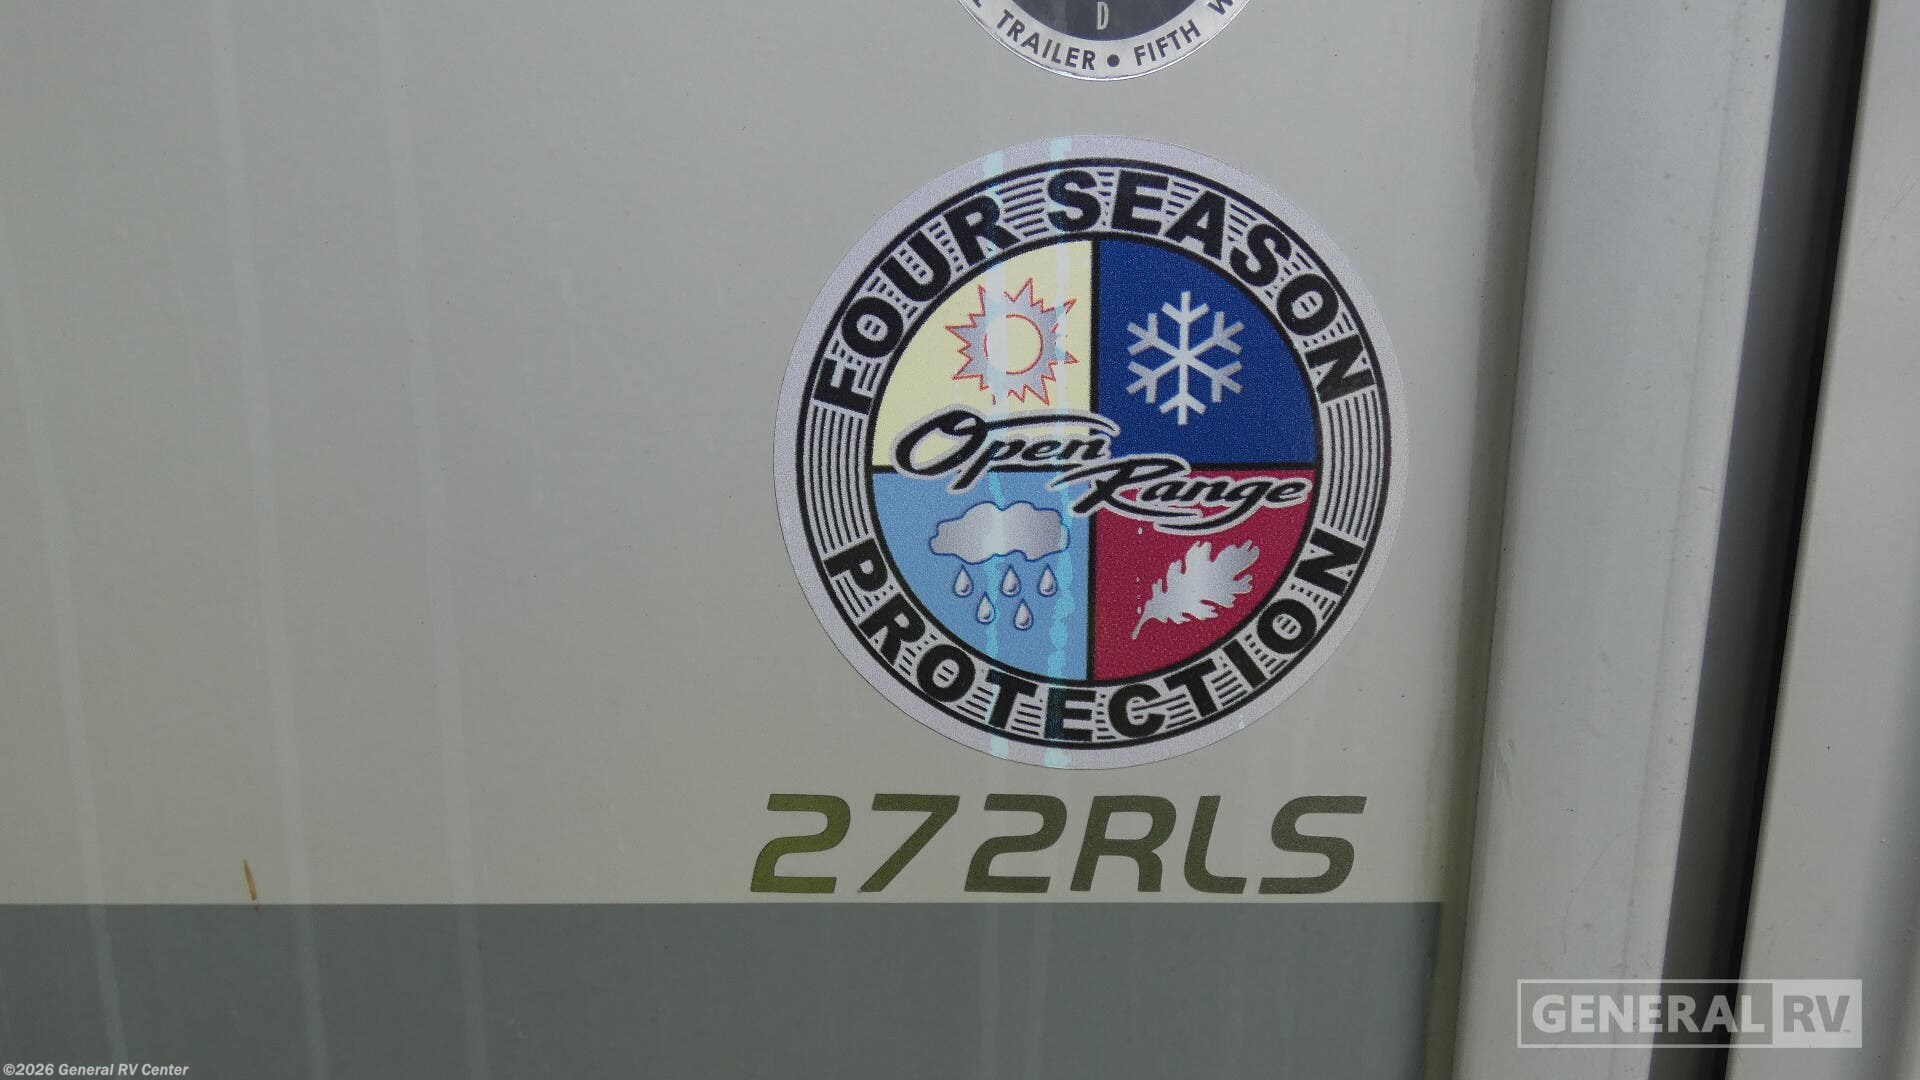 D
TRAILER • FIFTH
FOUR SEASON
Open
Range
PROTECTION
272RLS
GENERAL RV
©2026 General RV Center